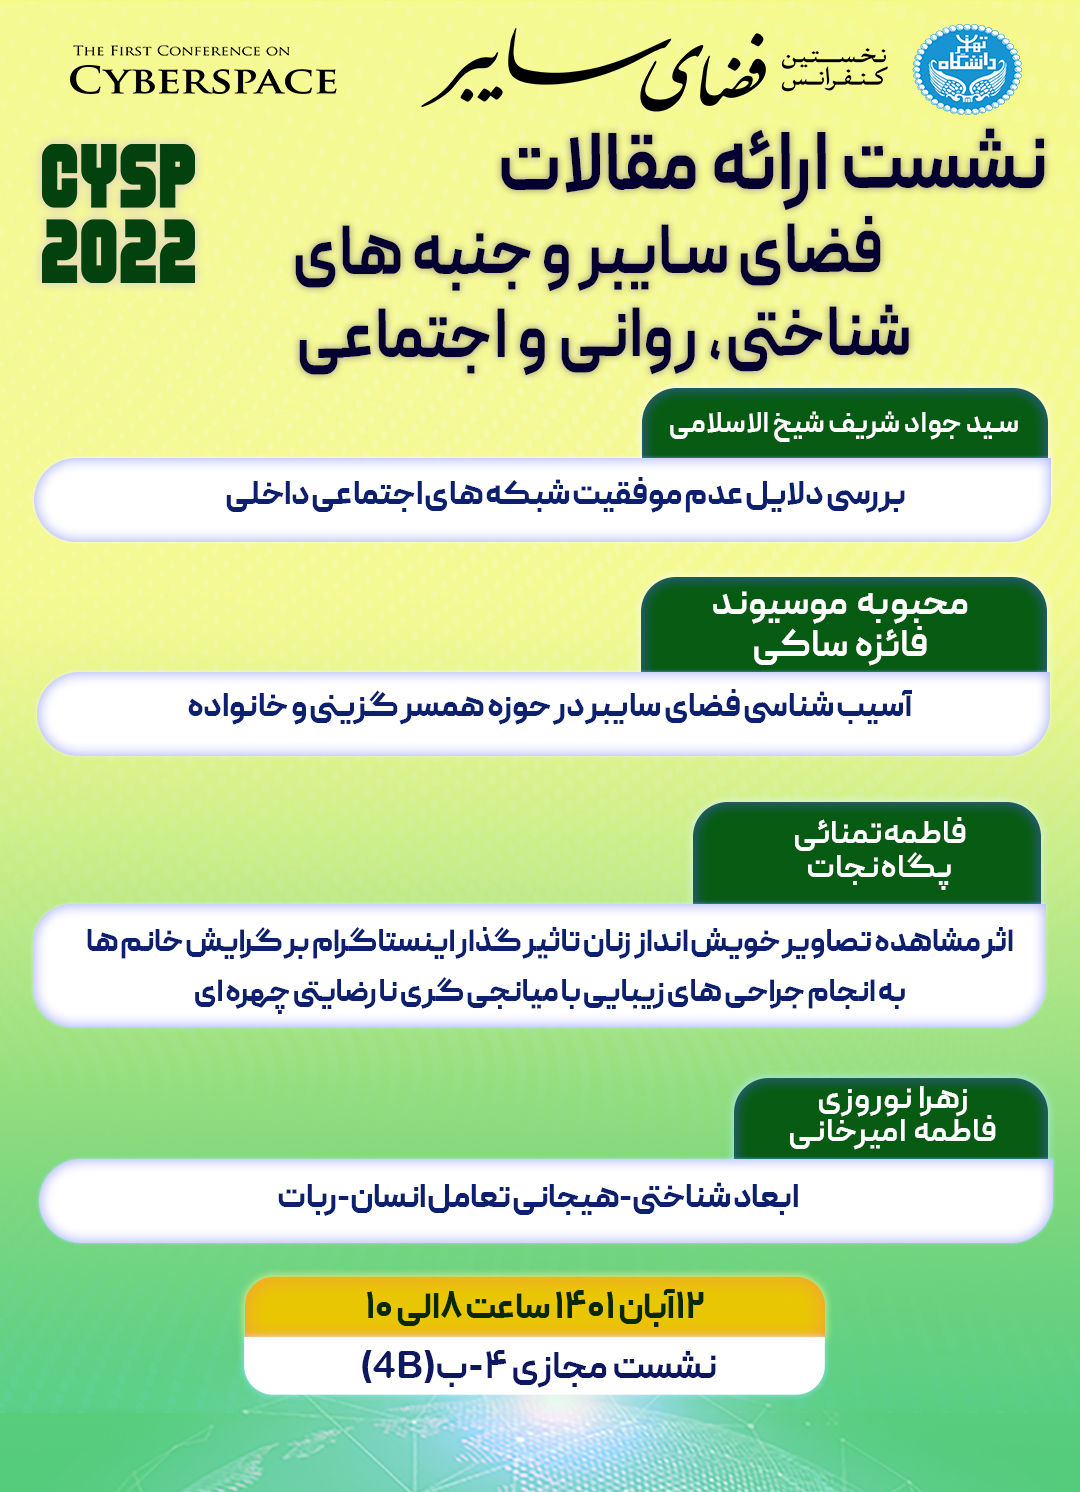 THE FIRST CONFERENCE ON
CYBERSPACE
نخستین
کنفرانس
فضای سایبر
دانشگاه
تهران
CYSP
2022
نشست ارائه مقالات
فضای سایبر و جنبه های
شناختی، روانی و اجتماعی
سید جواد شریف شیخ الاسلامی
بررسی دلایل عدم موفقیت شبکه های اجتماعی داخلی
محبوبه موسیوند
فائزه ساکی
آسیب شناسی فضای سایبر در حوزه همسر گزینی و خانواده
فاطمه تمنائی
پگاه نجات
اثر مشاهده تصاویر خویش انداز زنان تاثیر گذار اینستاگرام بر گرایش خانم ها
به انجام جراحی های زیبایی با میانجی گری نا رضایتی چهره ای
زهرا نوروزی
فاطمه امیرخانی
ابعاد شناختی-هیجانی تعامل انسان-ربات
۱۲آبان ۱۴۰۱ ساعت ۸ الی ۱۰
نشست مجازی ۴-ب(4B)